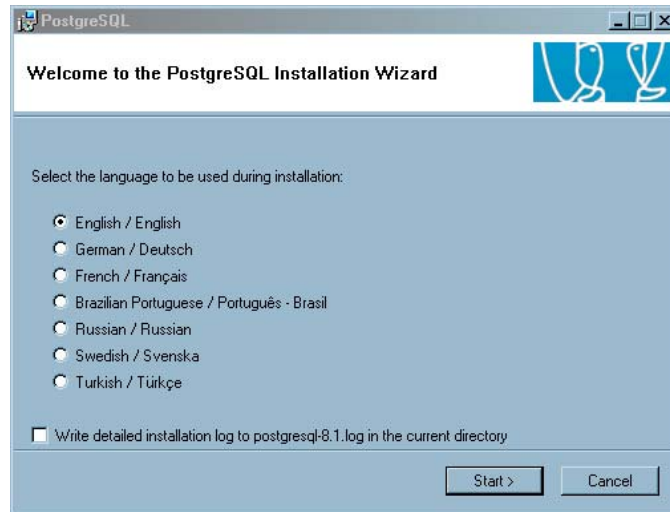 PostgreSQL
Welcome to the PostgreSQL Installation Wizard
Select the language to be used during installation:
English / English
German / Deutsch
French / Français
Brazilian Portuguese / Português - Brasil
Russian / Russian
Swedish / Svenska
Turkish / Türkçe
Write detailed installation log to postgresql-8.1.log in the current directory
Start >
Cancel